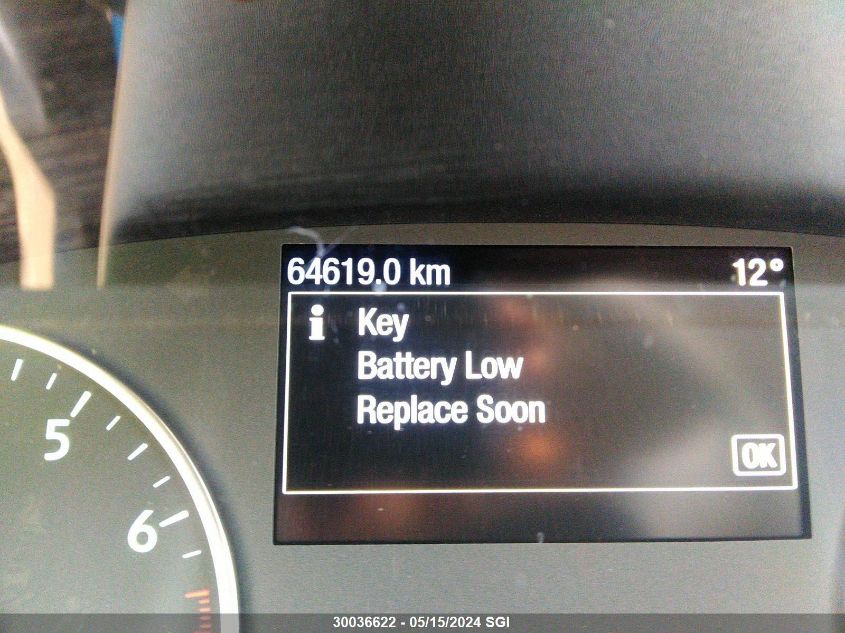 64619.0 km 12°
i Key
Battery Low
Replace Soon
OK
5
6
30036622 - 05/15/2024 SGI